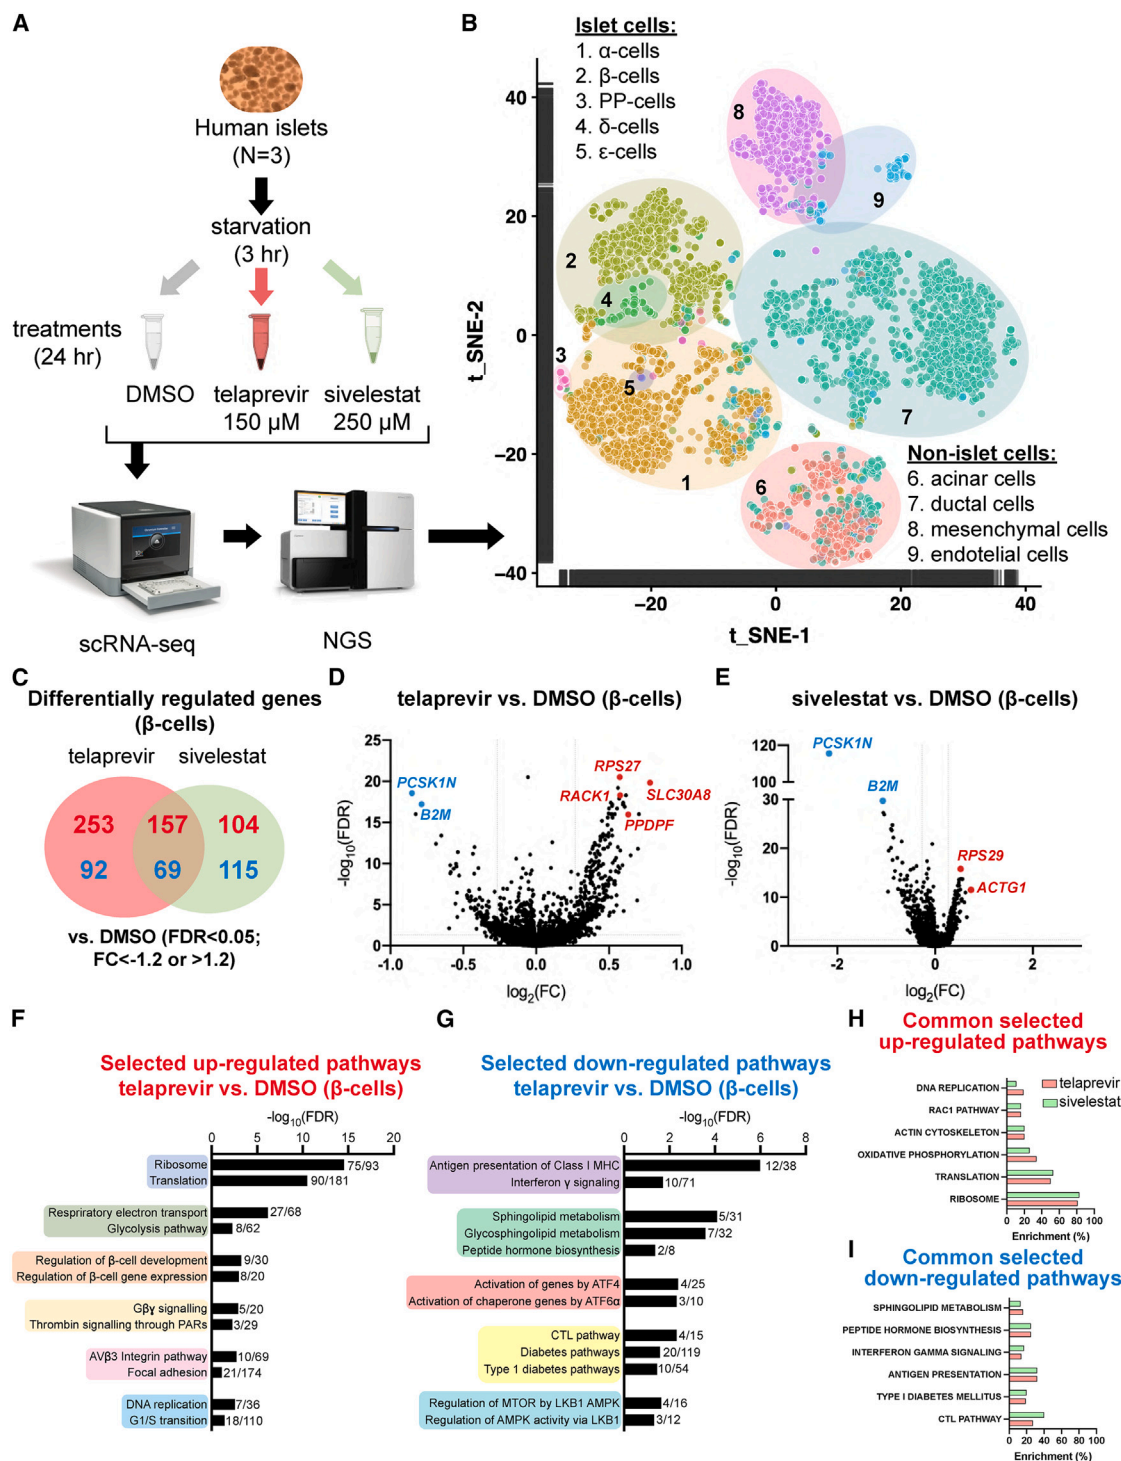 A
Human islets
(N=3)
starvation
(3 hr)
treatments
(24 hr)
DMSO
telaprevir
150 µM
sivelestat
250 µM
scRNA-seq
NGS
B
Islet cells:
1. α-cells
2. β-cells
3. PP-cells
4. δ-cells
5. ε-cells
t_SNE-2
40
20
0
−20
−40
8
9
2
4
3
5
7
1
6
Non-islet cells:
6. acinar cells
7. ductal cells
8. mesenchymal cells
9. endotelial cells
−20
0
20
40
t_SNE-1
C
Differentially regulated genes
(β-cells)
telaprevir
sivelestat
253
157
104
92
69
115
vs. DMSO (FDR<0.05;
FC<-1.2 or >1.2)
D
telaprevir vs. DMSO (β-cells)
-log10(FDR)
25
20
15
10
5
0
PCSK1N
B2M
RPS27
RACK1
SLC30A8
PPDPF
-1.0
-0.5
0.0
0.5
1.0
log2(FC)
E
sivelestat vs. DMSO (β-cells)
-log10(FDR)
120
100
30
20
10
0
PCSK1N
B2M
RPS29
ACTG1
-2
0
2
log2(FC)
F
Selected up-regulated pathways
telaprevir vs. DMSO (β-cells)
-log10(FDR)
0 5 10 15 20
Ribosome 75/93
Translation 90/181
Respriratory electron transport 27/68
Glycolysis pathway 8/62
Regulation of β-cell development 9/30
Regulation of β-cell gene expression 8/20
Gβγ signalling 5/20
Thrombin signalling through PARs 3/29
AVβ3 Integrin pathway 10/69
Focal adhesion 21/174
DNA replication 7/36
G1/S transition 18/110
G
Selected down-regulated pathways
telaprevir vs. DMSO (β-cells)
-log10(FDR)
0 2 4 6 8
Antigen presentation of Class I MHC 12/38
Interferon γ signaling 10/71
Sphingolipid metabolism 5/31
Glycosphingolipid metabolism 7/32
Peptide hormone biosynthesis 2/8
Activation of genes by ATF4 4/25
Activation of chaperone genes by ATF6α 3/10
CTL pathway 4/15
Diabetes pathways 20/119
Type 1 diabetes pathways 10/54
Regulation of MTOR by LKB1 AMPK 4/16
Regulation of AMPK activity via LKB1 3/12
H
Common selected
up-regulated pathways
telaprevir
sivelestat
DNA REPLICATION
RAC1 PATHWAY
ACTIN CYTOSKELETON
OXIDATIVE PHOSPHORYLATION
TRANSLATION
RIBOSOME
0 20 40 60 80 100
Enrichment (%)
I
Common selected
down-regulated pathways
SPHINGOLIPID METABOLISM
PEPTIDE HORMONE BIOSYNTHESIS
INTERFERON GAMMA SIGNALING
ANTIGEN PRESENTATION
TYPE I DIABETES MELLITUS
CTL PATHWAY
0 20 40 60 80 100
Enrichment (%)